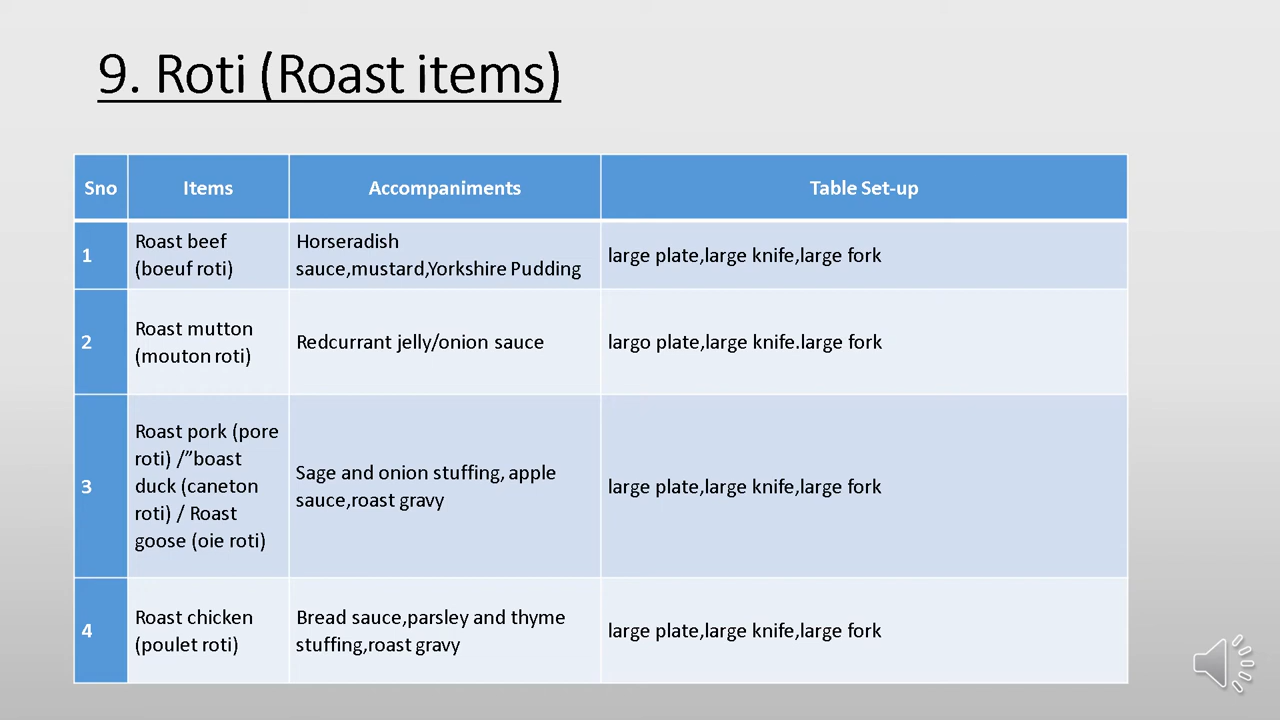 9. Roti (Roast items)
Sno Items Accompaniments Table Set-up
1 Roast beef
(boeuf roti) Horseradish
sauce,mustard,Yorkshire Pudding large plate,large knife,large fork
2 Roast mutton
(mouton roti) Redcurrant jelly/onion sauce largo plate,large knife.large fork
3 Roast pork (pore
roti) /”boast
duck (caneton
roti) / Roast
goose (oie roti) Sage and onion stuffing, apple
sauce,roast gravy large plate,large knife,large fork
4 Roast chicken
(poulet roti) Bread sauce,parsley and thyme
stuffing,roast gravy large plate,large knife,large fork